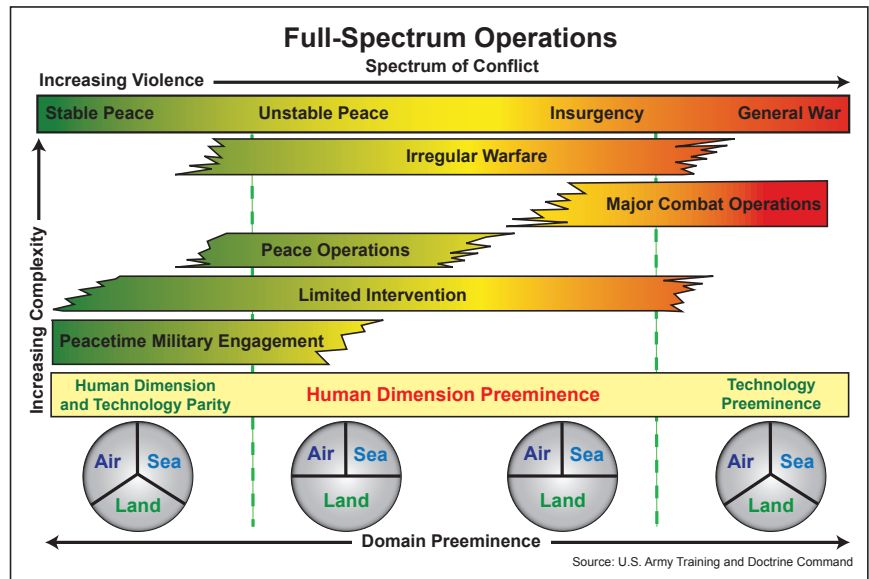 Full-Spectrum Operations
Spectrum of Conflict
Increasing Violence
Stable Peace Unstable Peace Insurgency General War
Irregular Warfare
Major Combat Operations
Peace Operations
Limited Intervention
Peacetime Military Engagement
Increasing Complexity
Human Dimension
and Technology Parity
Human Dimension Preeminence
Technology
Preeminence
Air Sea
Land
Air Sea
Land
Air Sea
Land
Air Sea
Land
Domain Preeminence
Source: U.S. Army Training and Doctrine Command